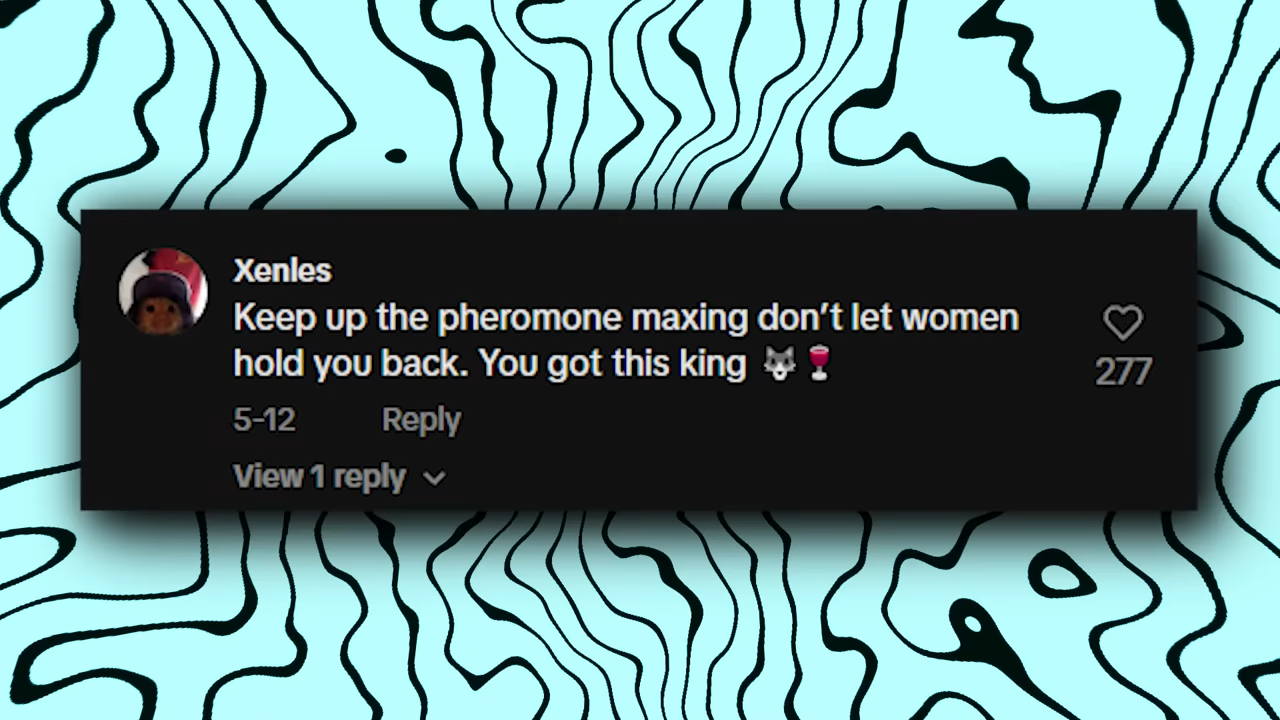 Xenles
Keep up the pheromone maxing don’t let women
hold you back. You got this king 🐺🍷
277
5-12 Reply
View 1 reply